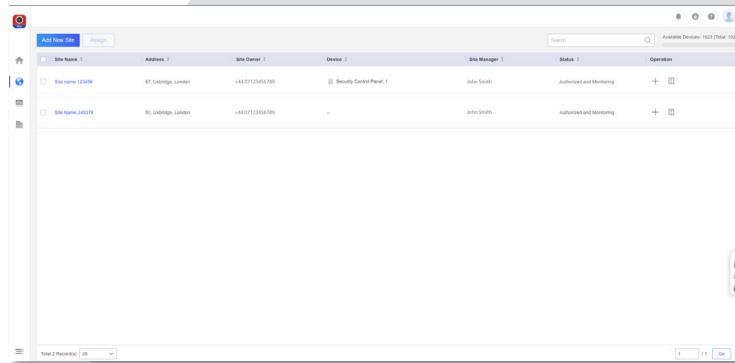 Add New Site Assign Search Available Devices: 1023 (Total: 102
Site Name Address Site Owner Device Site Manager Status Operation
Site name 123456 97, Uxbridge, London +44:07123456789 Security Control Panel: 1 John Smith Authorized and Monitoring
Site Name 245378 50, Uxbridge, London +44:07123456789 -- John Smith Authorized and Monitoring
Total 2 Record(s) 20 1 / 1 Go